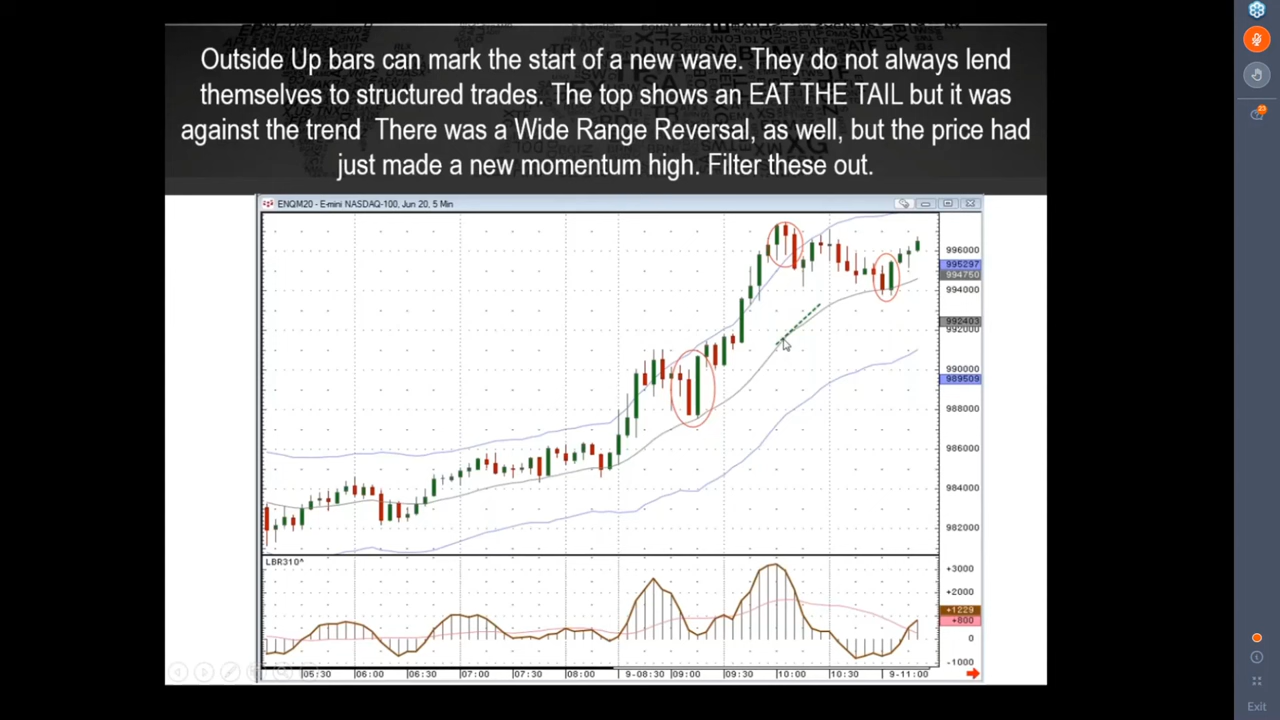 Outside Up bars can mark the start of a new wave. They do not always lend
themselves to structured trades. The top shows an EAT THE TAIL but it was
against the trend There was a Wide Range Reversal, as well, but the price had
just made a new momentum high. Filter these out.
ENQM20 - E-mini NASDAQ-100, Jun 20, 5 Min
996000
995297
994750
994000
992403
992000
990000
989509
988000
986000
984000
982000
LBR310^
+3000
+2000
+1229
+800
0
-1000
05:30 06:00 06:30 07:00 07:30 08:00 9-08:30 09:00 09:30 10:00 10:30 9-11:00
23
Exit